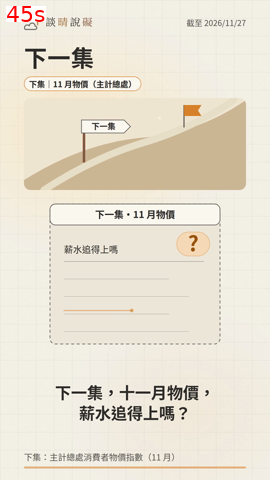 45s
談晴說礙
截至 2026/11/27
下一集
下集｜11 月物價（主計總處）
下一集
下一集・11 月物價
薪水追得上嗎
?
下一集，十一月物價，
薪水追得上嗎？
下集：主計總處消費者物價指數（11 月）